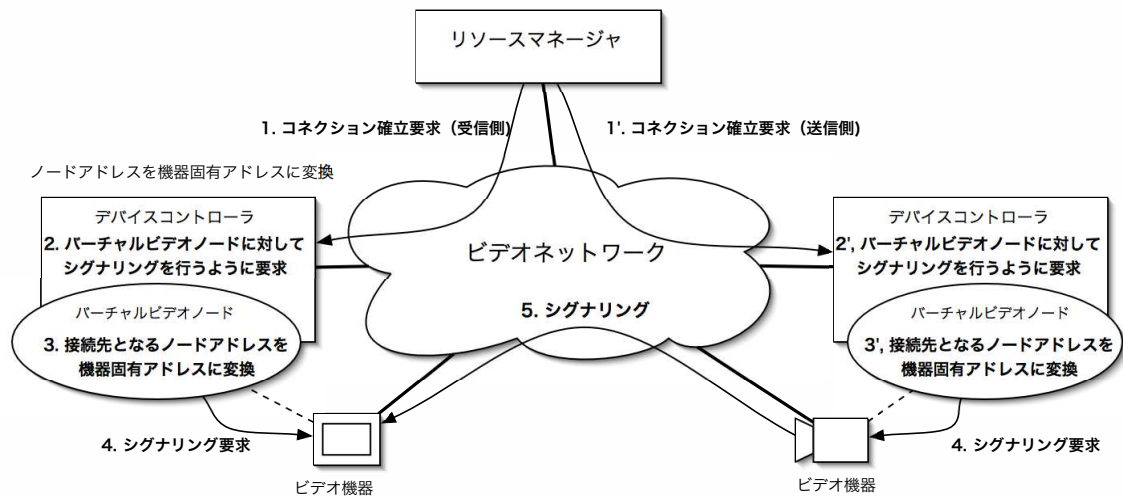 リソースマネージャ
1. コネクション確立要求（受信側)
1'. コネクション確立要求（送信側)
ノードアドレスを機器固有アドレスに変換
デバイスコントローラ
2. バーチャルビデオノードに対して
シグナリングを行うように要求
バーチャルビデオノード
3. 接続先となるノードアドレスを
機器固有アドレスに変換
4. シグナリング要求
ビデオ機器
ビデオネットワーク
5. シグナリング
デバイスコントローラ
2', バーチャルビデオノードに対して
シグナリングを行うように要求
バーチャルビデオノード
3', 接続先となるノードアドレスを
機器固有アドレスに変換
4. シグナリング要求
ビデオ機器